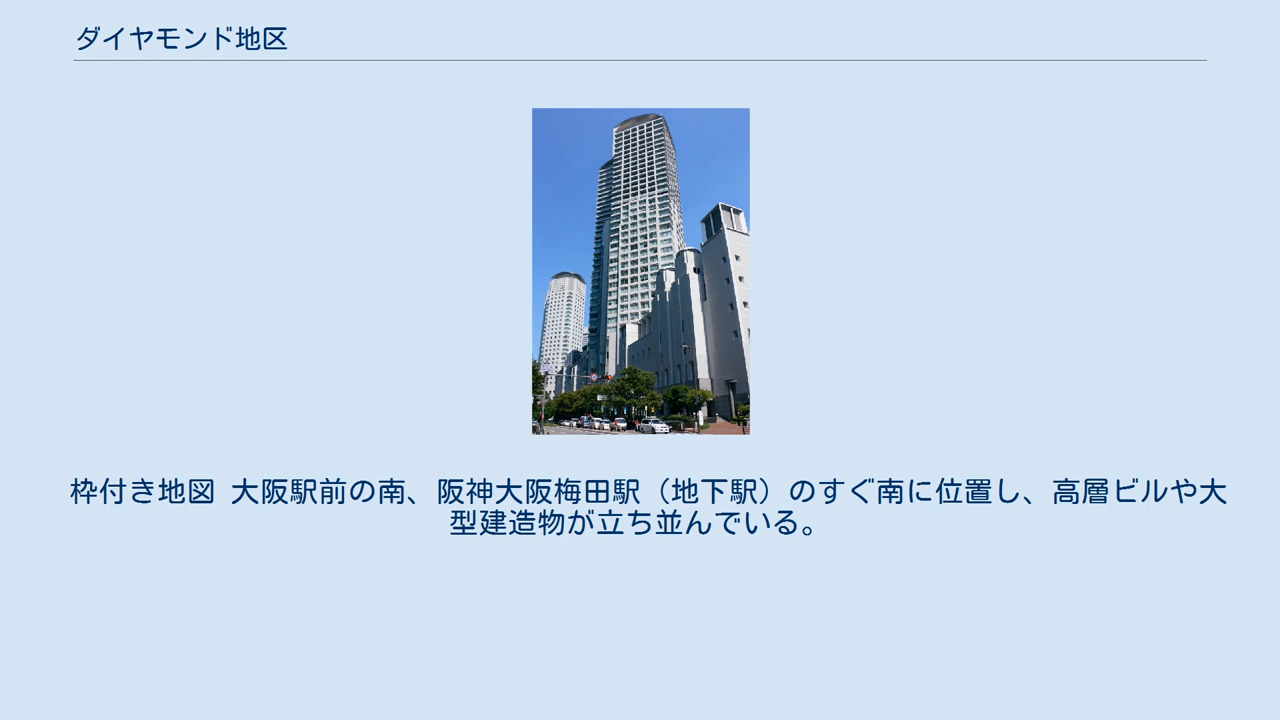 ダイヤモンド地区
枠付き地図 大阪駅前の南、阪神大阪梅田駅（地下駅）のすぐ南に位置し、高層ビルや大
型建造物が立ち並んでいる。